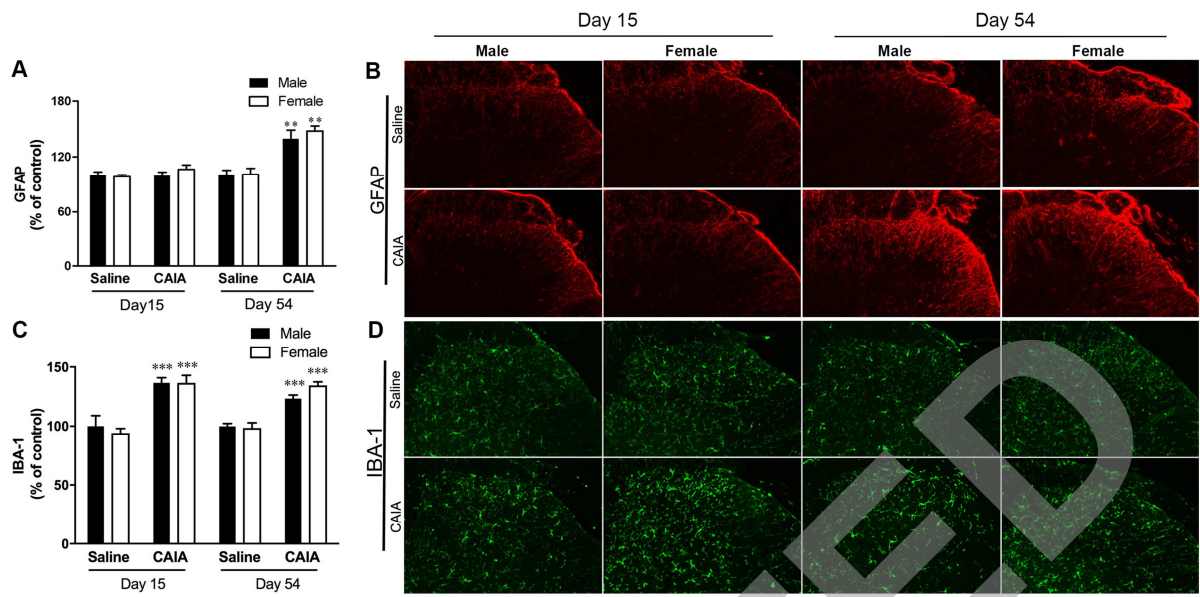 Day 15
Day 54
Male
Female
Male
Female
A
Male
Female
180
120
60
0
GFAP
(% of control)
**
**
Saline
CAIA
Saline
CAIA
Day15
Day 54
B
GFAP
Saline
CAIA
C
Male
Female
150
100
50
0
IBA-1
(% of control)
***
***
***
***
Saline
CAIA
Saline
CAIA
Day 15
Day 54
D
IBA-1
Saline
CAIA